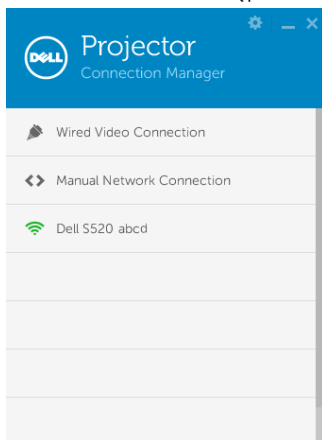 DELL
Projector
Connection Manager
Wired Video Connection
Manual Network Connection
Dell S520 abcd